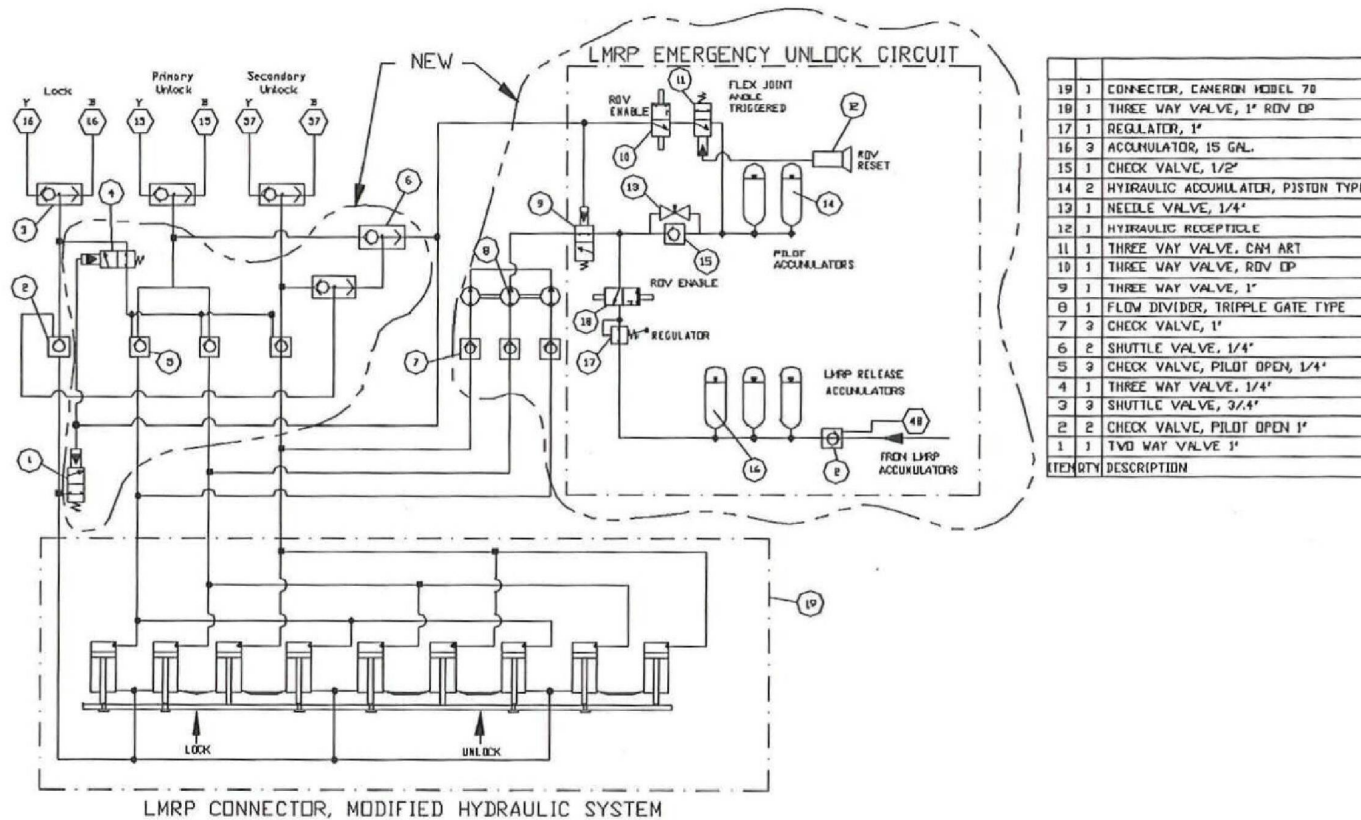 NEW
LMRP EMERGENCY UNLOCK CIRCUIT
Lock
Primary
Unlock
Secondary
Unlock
Y B Y B Y B
16 16 15 15 37 37
ROV
ENABLE
11
FLEX JOINT
ANGLE
TRIGGERED
12
ROV
RESET
10
4
3
6
9
13
14
15
PILOT
ACCUMULATORS
8
ROV ENABLE
18
REGULATOR
17
2
5
7
LMRP RELEASE
ACCUMULATORS
48
16
2
FROM LMRP
ACCUMULATORS
1
19
LOCK
UNLOCK
LMRP CONNECTOR, MODIFIED HYDRAULIC SYSTEM
19 1 CONNECTOR, CAMERON MODEL 70
18 1 THREE WAY VALVE, 1" ROV OP
17 1 REGULATOR, 1"
16 3 ACCUMULATOR, 15 GAL.
15 1 CHECK VALVE, 1/2"
14 2 HYDRAULIC ACCUMULATOR, PISTON TYPE
13 1 NEEDLE VALVE, 1/4"
12 1 HYDRAULIC RECEPTICLE
11 1 THREE WAY VALVE, CAM ART
10 1 THREE WAY VALVE, ROV OP
9 1 THREE WAY VALVE, 1"
8 1 FLOW DIVIDER, TRIPPLE GATE TYPE
7 3 CHECK VALVE, 1"
6 2 SHUTTLE VALVE, 1/4"
5 3 CHECK VALVE, PILOT OPEN, 1/4"
4 1 THREE WAY VALVE, 1/4"
3 3 SHUTTLE VALVE, 3/4"
2 2 CHECK VALVE, PILOT OPEN 1"
1 1 TWO WAY VALVE 1"
ITEM QTY DESCRIPTION